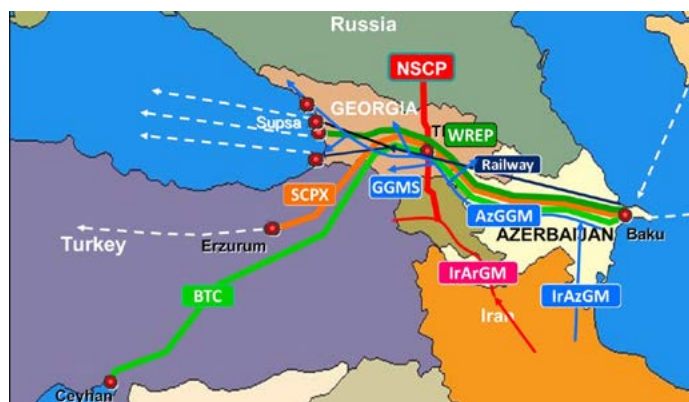 Russia
NSCP
GEORGIA
Supsa
T
WREP
Railway
SCPX
GGMS
AzGGM
Turkey
Erzurum
AZERBAIJAN
Baku
IrArGM
IrAzGM
BTC
Iran
Ceyhan